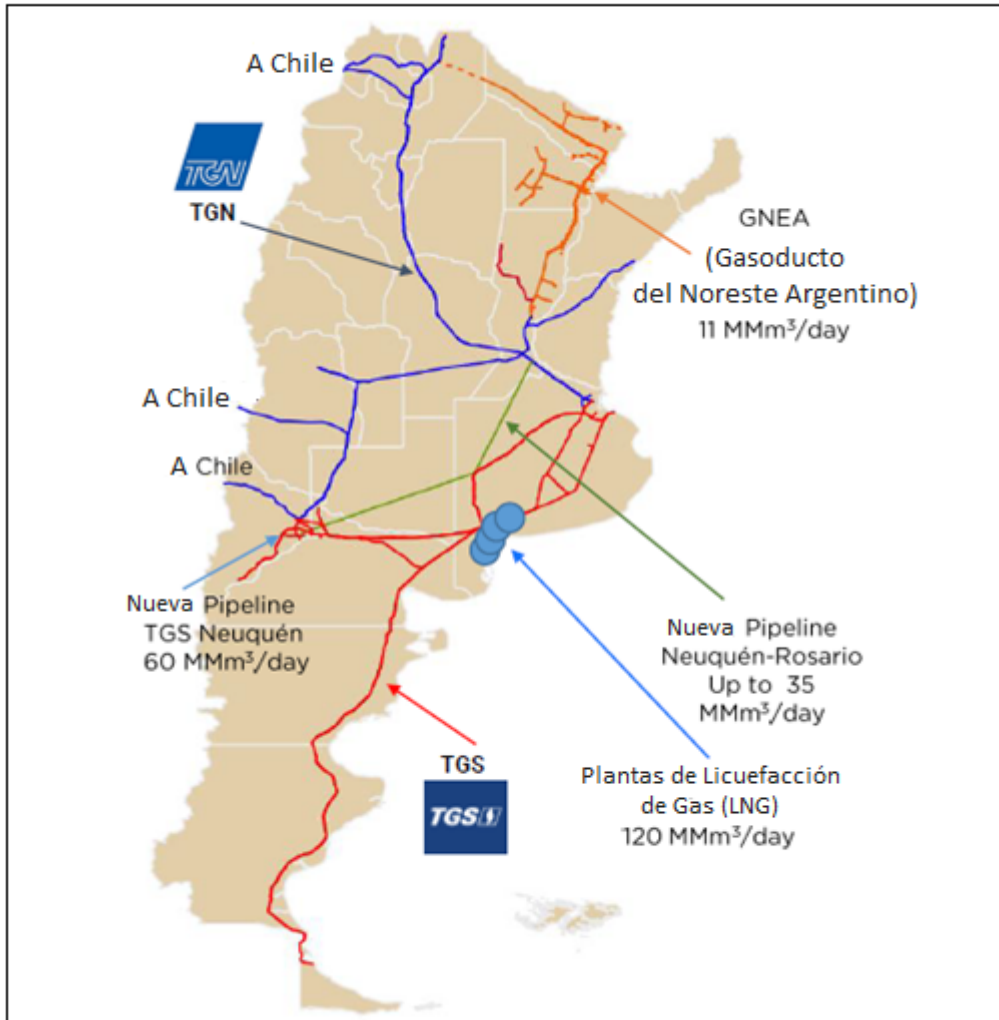 A Chile
TGN
TGN
GNEA
(Gasoducto
del Noreste Argentino)
11 MMm³/day
A Chile
A Chile
Nueva Pipeline
TGS Neuquén
60 MMm³/day
Nueva Pipeline
Neuquén-Rosario
Up to 35
MMm³/day
TGS
TGS
Plantas de Licuefacción
de Gas (LNG)
120 MMm³/day